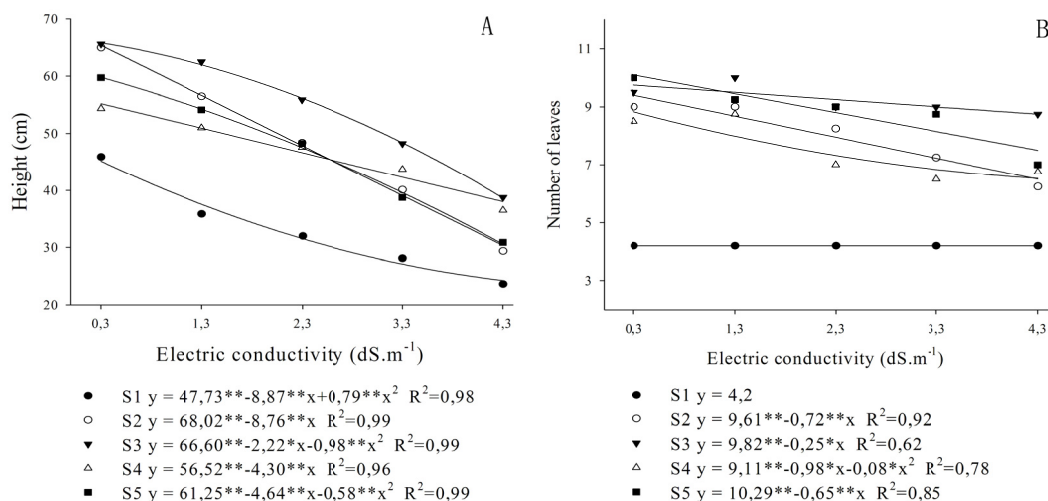 A
Height (cm)
70
60
50
40
30
20
0,3 1,3 2,3 3,3 4,3
Electric conductivity (dS.m⁻¹)
S1 y = 47,73**-8,87**x+0,79**x² R²=0,98
S2 y = 68,02**-8,76**x R²=0,99
S3 y = 66,60**-2,22*x-0,98**x² R²=0,99
S4 y = 56,52**-4,30**x R²=0,96
S5 y = 61,25**-4,64**x-0,58**x² R²=0,99
B
Number of leaves
11
9
7
5
3
0,3 1,3 2,3 3,3 4,3
Electric conductivity (dS.m⁻¹)
S1 y = 4,2
S2 y = 9,61**-0,72**x R²=0,92
S3 y = 9,82**-0,25*x R²=0,62
S4 y = 9,11**-0,98*x-0,08*x² R²=0,78
S5 y = 10,29**-0,65**x R²=0,85